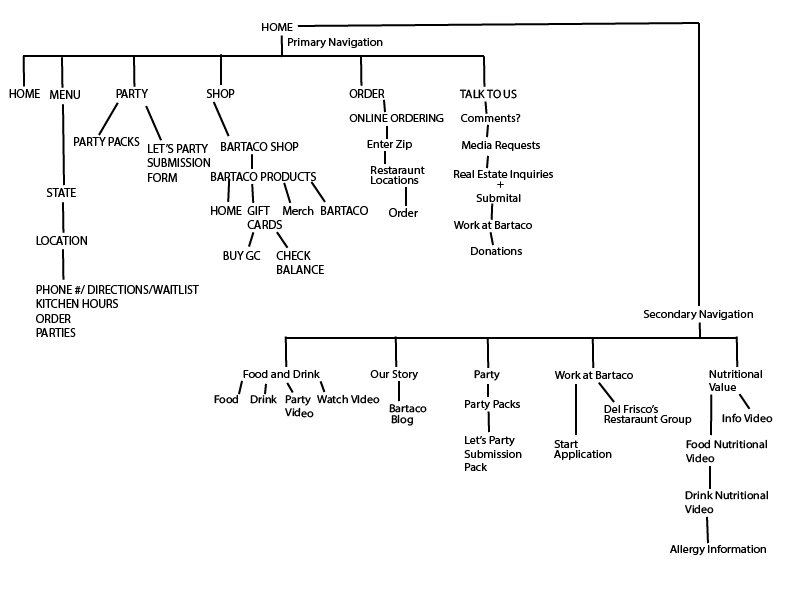 HOME
Primary Navigation
HOME
MENU
PARTY
SHOP
ORDER
TALK TO US
PARTY PACKS
LET'S PARTY
SUBMISSION
FORM
BARTACO SHOP
BARTACO PRODUCTS
HOME
GIFT
CARDS
Merch
BARTACO
BUY GC
CHECK
BALANCE
ONLINE ORDERING
Enter Zip
Restaraunt
Locations
Order
Comments?
Media Requests
Real Estate Inquiries
+
Submital
Work at Bartaco
Donations
STATE
LOCATION
PHONE #/ DIRECTIONS/WAITLIST
KITCHEN HOURS
ORDER
PARTIES
Secondary Navigation
Food and Drink
Our Story
Party
Work at Bartaco
Nutritional
Value
Food
Drink
Party
Video
Watch Video
Bartaco
Blog
Party Packs
Let's Party
Submission
Pack
Del Frisco's
Restaraunt Group
Start
Application
Info Video
Food Nutritional
Video
Drink Nutritional
Video
Allergy Information